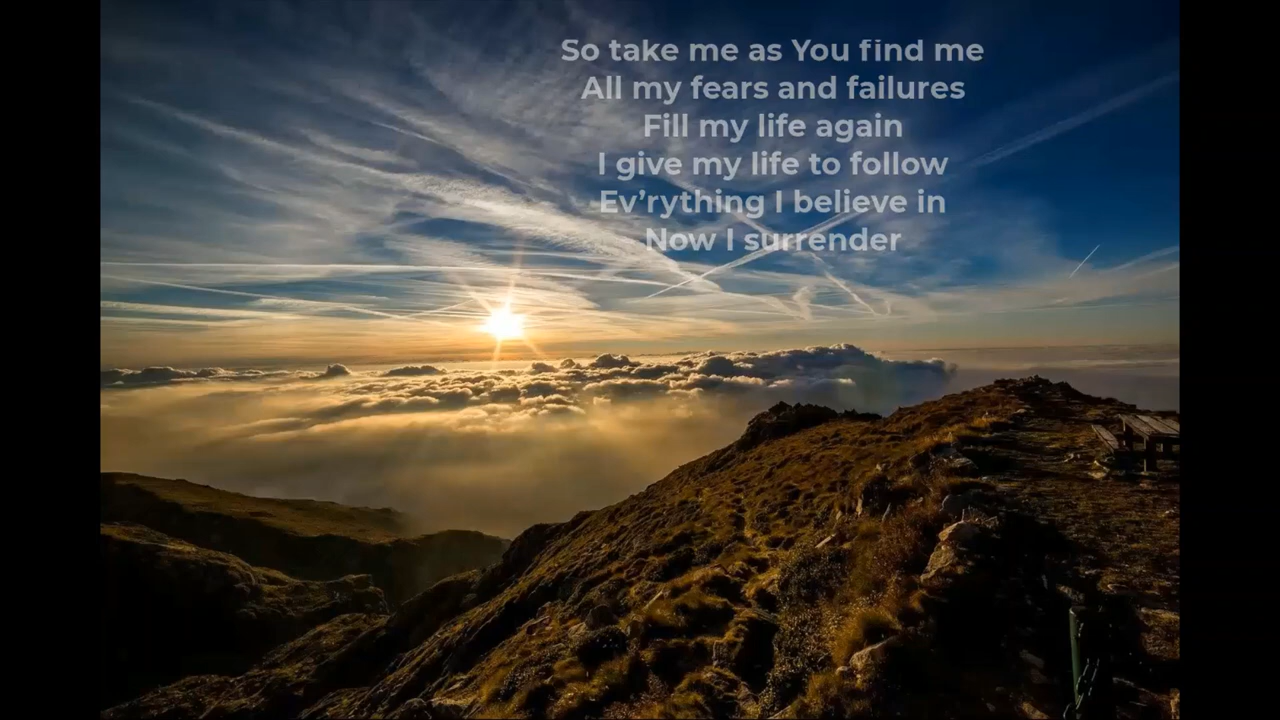 So take me as You find me
All my fears and failures
Fill my life again
I give my life to follow
Ev’rything I believe in
Now I surrender